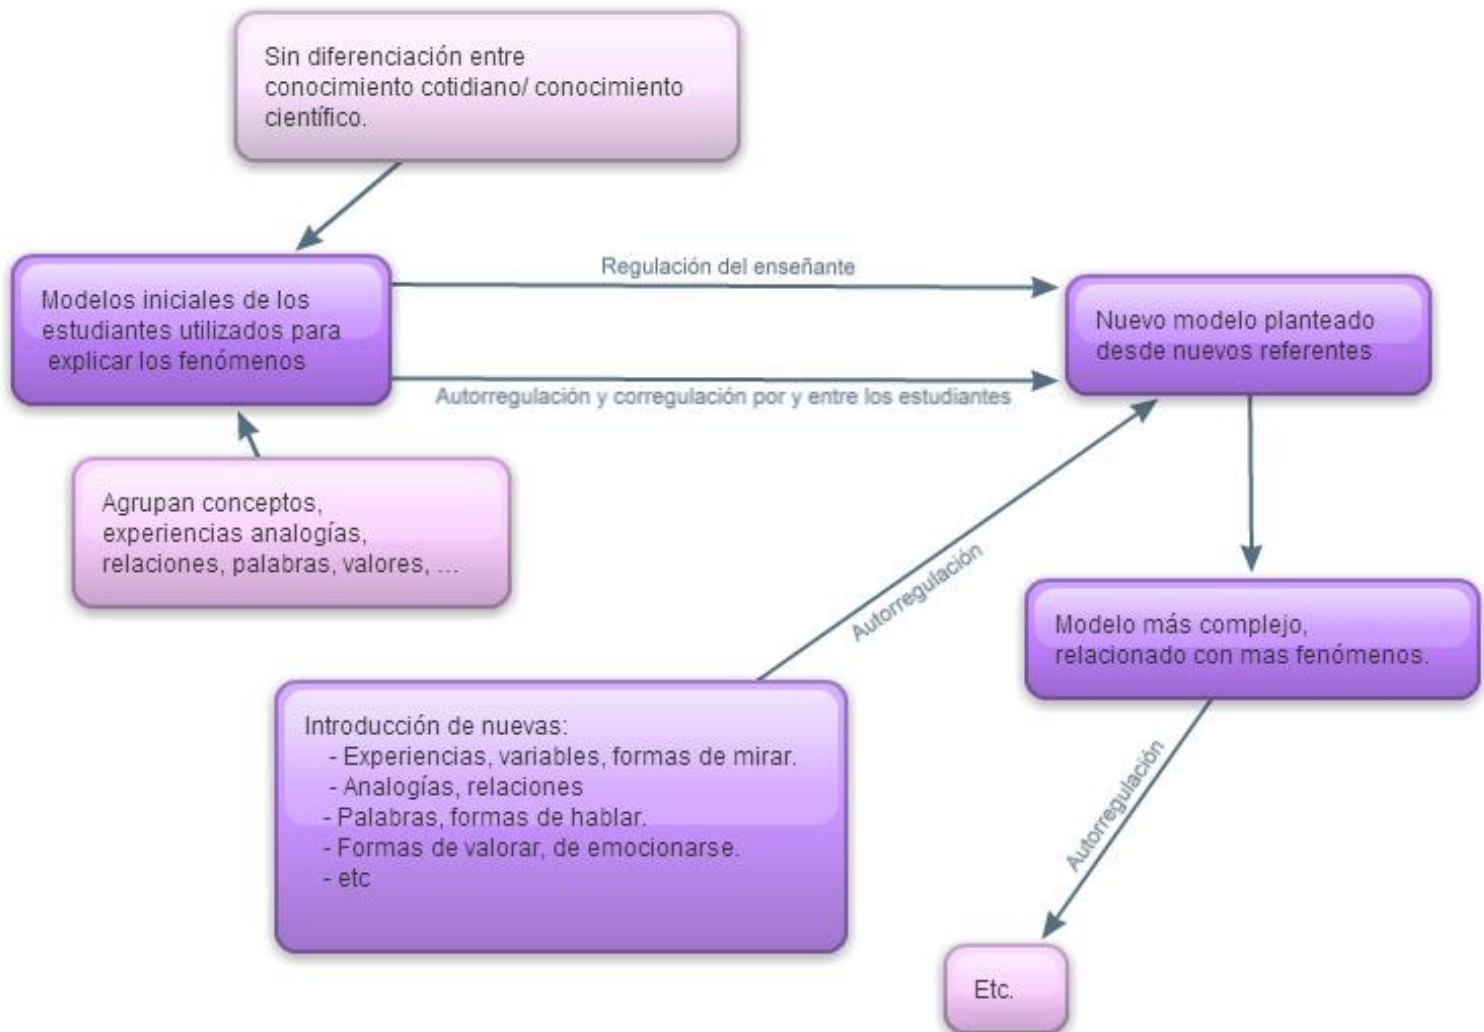 Sin diferenciación entre
conocimiento cotidiano/ conocimiento
científico.
Regulación del enseñante
Modelos iniciales de los
estudiantes utilizados para
explicar los fenómenos
Nuevo modelo planteado
desde nuevos referentes
Autorregulación y corregulación por y entre los estudiantes
Agrupan conceptos,
experiencias analogías,
relaciones, palabras, valores, ...
Autorregulación
Modelo más complejo,
relacionado con mas fenómenos.
Introducción de nuevas:
- Experiencias, variables, formas de mirar.
- Analogías, relaciones
- Palabras, formas de hablar.
- Formas de valorar, de emocionarse.
- etc
Autorregulación
Etc.